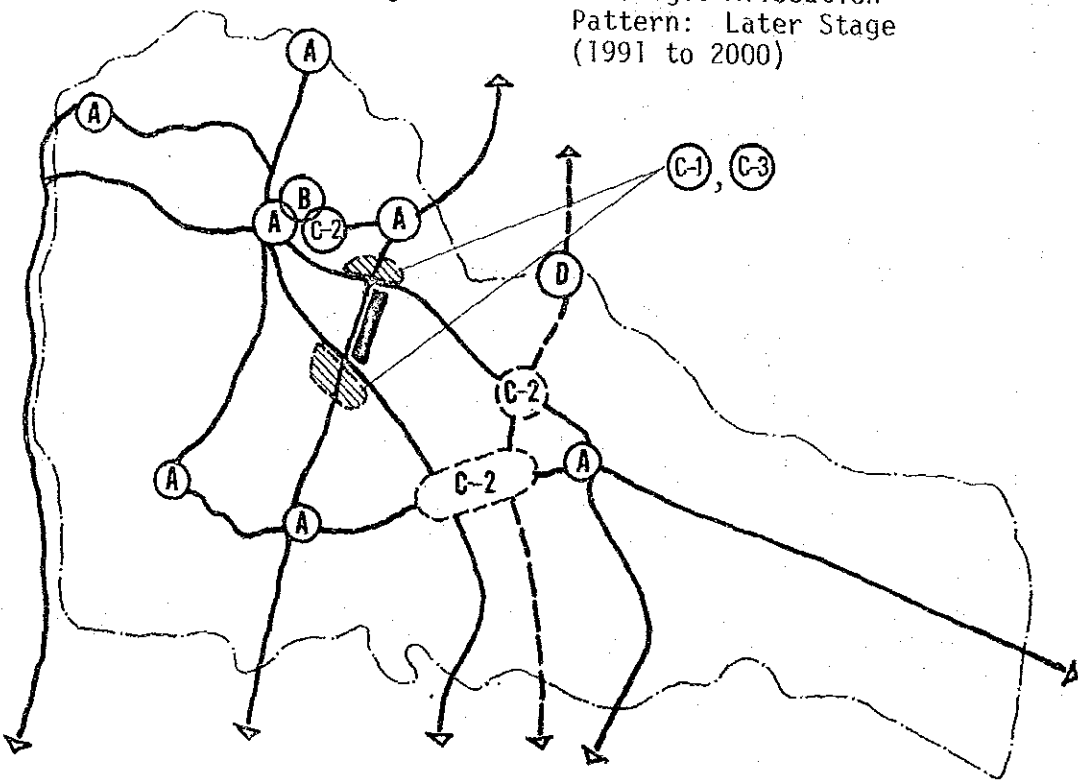 Pattern: Later Stage
(1991 to 2000)
A
A
C-1, C-3
B
A
C-2
A
D
C-2
A
C-2
A
A